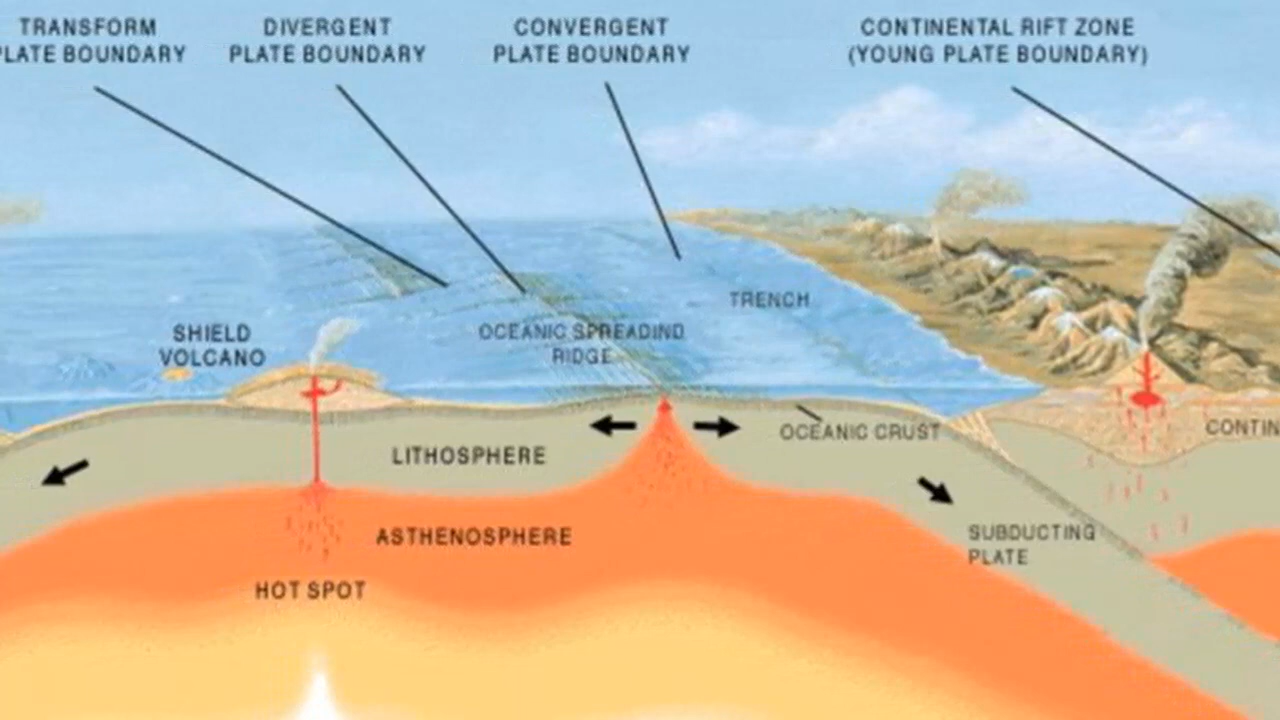 TRANSFORM
PLATE BOUNDARY
DIVERGENT
PLATE BOUNDARY
CONVERGENT
PLATE BOUNDARY
CONTINENTAL RIFT ZONE
(YOUNG PLATE BOUNDARY)
TRENCH
SHIELD
VOLCANO
OCEANIC SPREADIND
RIDGE
OCEANIC CRUST
CONTIN
LITHOSPHERE
ASTHENOSPHERE
SUBDUCTING
PLATE
HOT SPOT